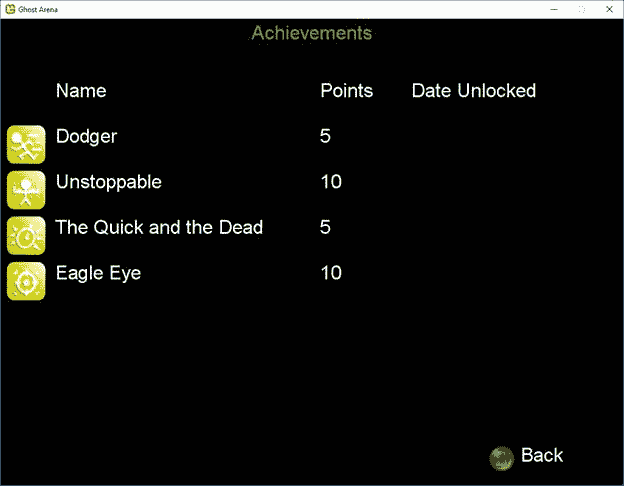 Ghost Arena
Achievements
Name Points Date Unlocked
Dodger 5
Unstoppable 10
The Quick and the Dead 5
Eagle Eye 10
Back